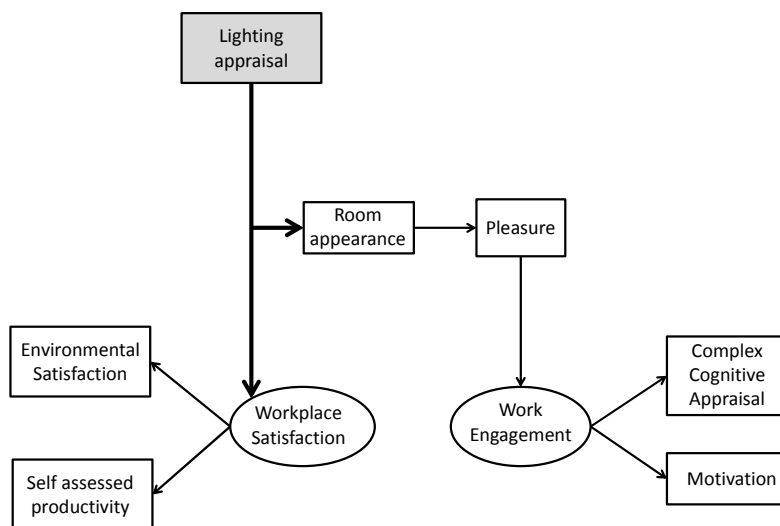 Lighting
appraisal
Room
appearance
Pleasure
Environmental
Satisfaction
Complex
Cognitive
Appraisal
Workplace
Satisfaction
Work
Engagement
Self assessed
productivity
Motivation